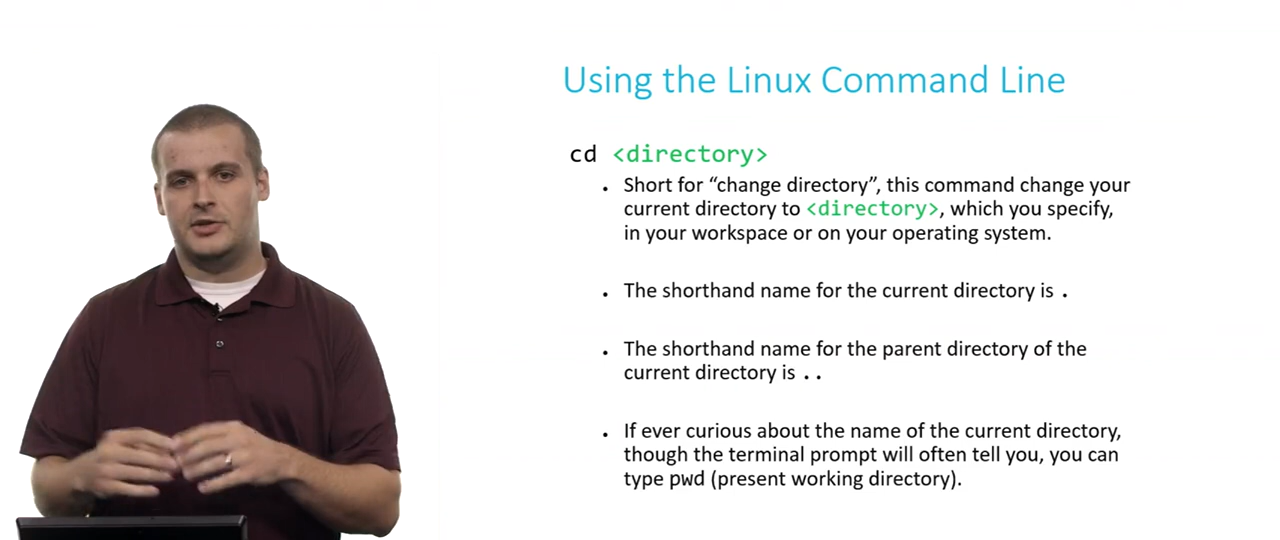 Using the Linux Command Line
cd <directory>
• Short for “change directory”, this command change your
current directory to <directory>, which you specify,
in your workspace or on your operating system.
• The shorthand name for the current directory is .
• The shorthand name for the parent directory of the
current directory is ..
• If ever curious about the name of the current directory,
though the terminal prompt will often tell you, you can
type pwd (present working directory).